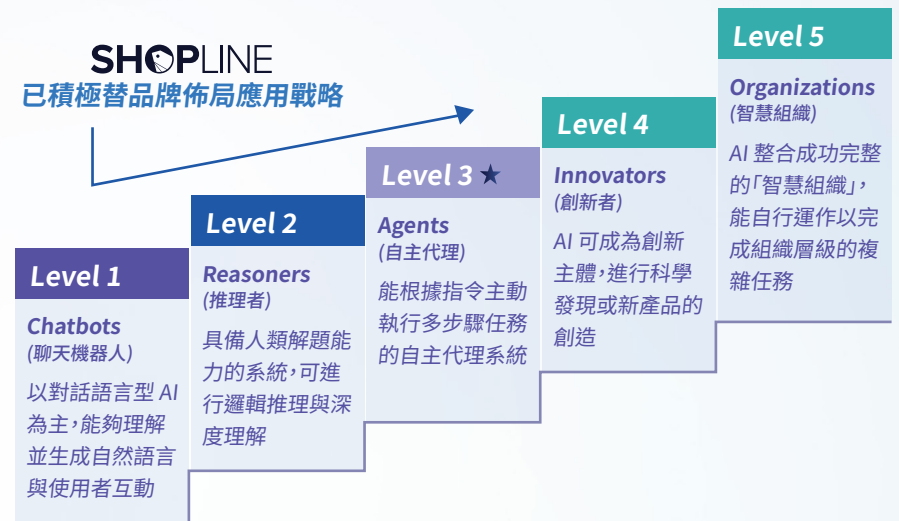 SHOPLINE
已積極替品牌佈局應用戰略
Level 1
Chatbots
(聊天機器人)
以對話語言型 AI
為主，能夠理解
並生成自然語言
與使用者互動
Level 2
Reasoners
(推理者)
具備人類解題能
力的系統，可進
行邏輯推理與深
度理解
Level 3 ★
Agents
(自主代理)
能根據指令主動
執行多步驟任務
的自主代理系統
Level 4
Innovators
(創新者)
AI 可成為創新
主體，進行科學
發現或新產品的
創造
Level 5
Organizations
(智慧組織)
AI 整合成功完整
的「智慧組織」，
能自行運作以完
成組織層級的複
雜任務